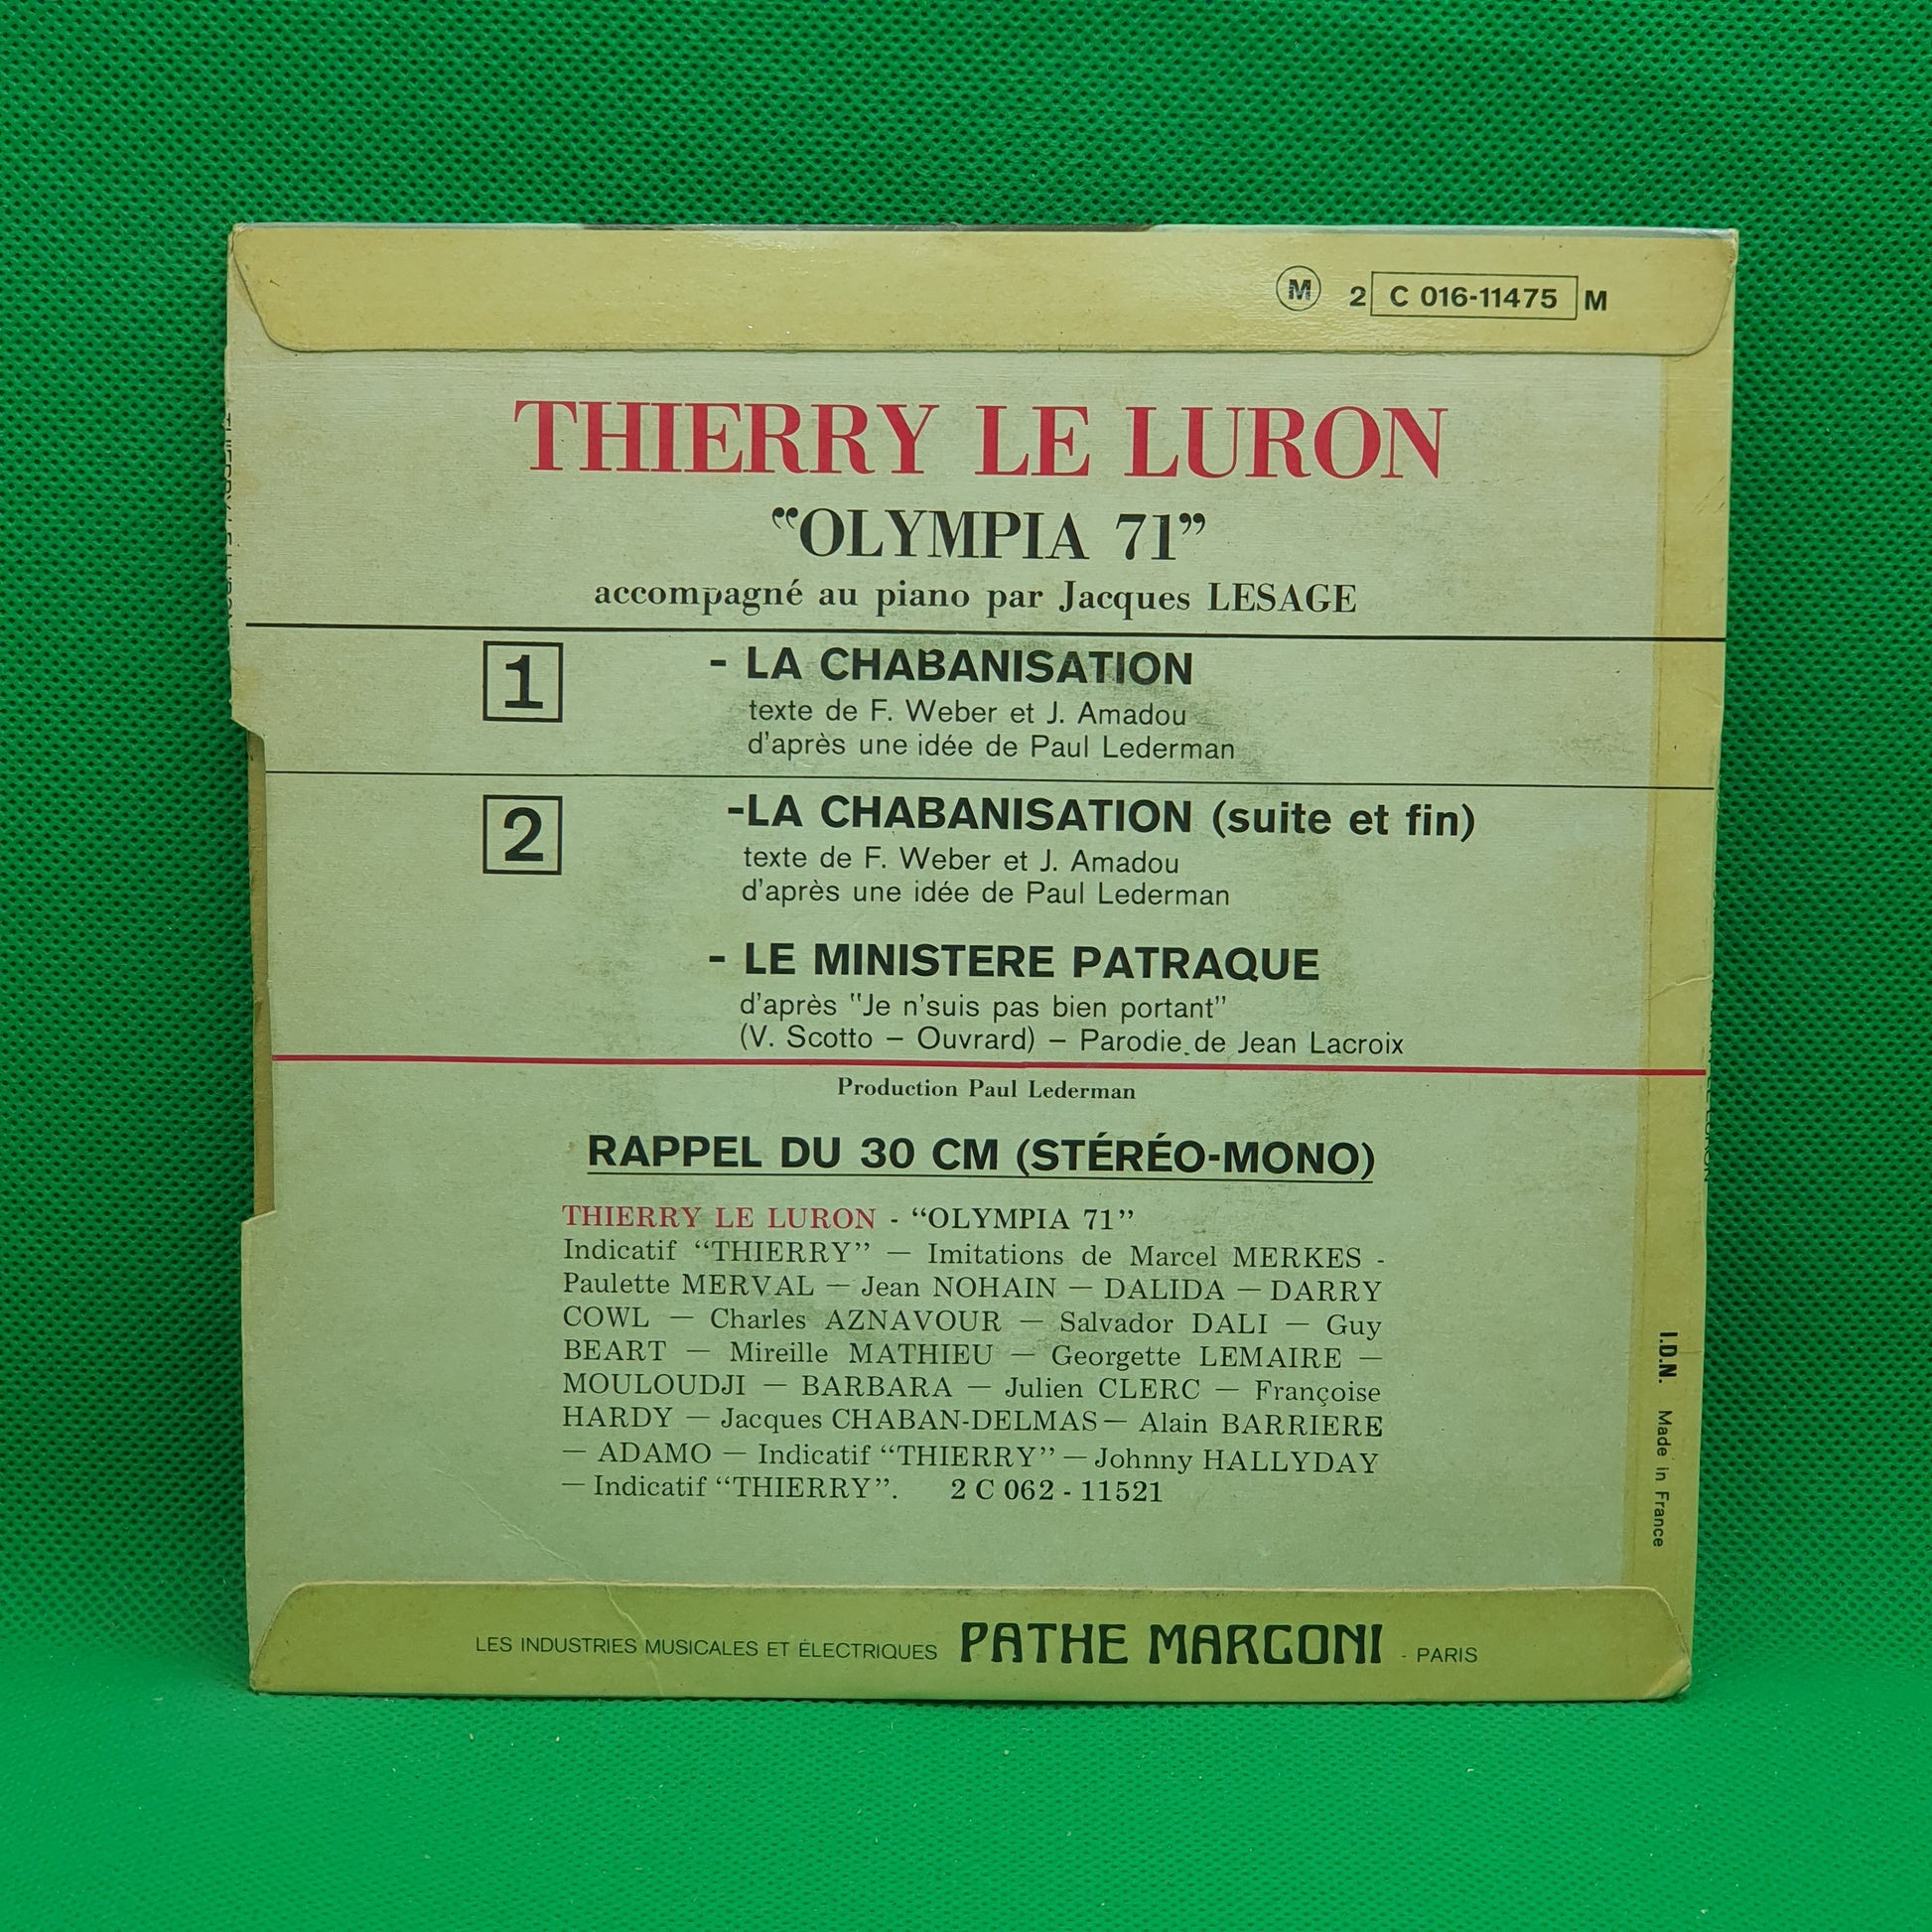 M 2 C 016-11475 M
THIERRY LE LURON
“OLYMPIA 71”
accompagné au piano par Jacques LESAGE
1
- LA CHABANISATION
texte de F. Weber et J. Amadou
d'après une idée de Paul Lederman
2
-LA CHABANISATION (suite et fin)
texte de F. Weber et J. Amadou
d'après une idée de Paul Lederman
- LE MINISTERE PATRAQUE
d'après "Je n'suis pas bien portant"
(V. Scotto – Ouvrard) – Parodie de Jean Lacroix
Production Paul Lederman
RAPPEL DU 30 CM (STÉRÉO-MONO)
THIERRY LE LURON - “OLYMPIA 71”
Indicatif “THIERRY” — Imitations de Marcel MERKES -
Paulette MERVAL — Jean NOHAIN — DALIDA — DARRY
COWL — Charles AZNAVOUR — Salvador DALI — Guy
BEART — Mireille MATHIEU — Georgette LEMAIRE —
MOULOUDJI — BARBARA — Julien CLERC — Françoise
HARDY — Jacques CHABAN-DELMAS — Alain BARRIERE
— ADAMO — Indicatif “THIERRY” — Johnny HALLYDAY
— Indicatif “THIERRY”. 2 C 062 - 11521
I.D.N. Made in France
LES INDUSTRIES MUSICALES ET ÉLECTRIQUES PATHE MARCONI - PARIS